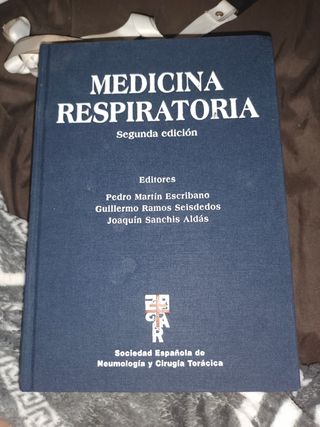 MEDICINA
RESPIRATORIA
Segunda edición
Editores
Pedro Martín Escribano
Guillermo Ramos Seisdedos
Joaquín Sanchis Aldás
Sociedad Española de
Neumología y Cirugía Torácica